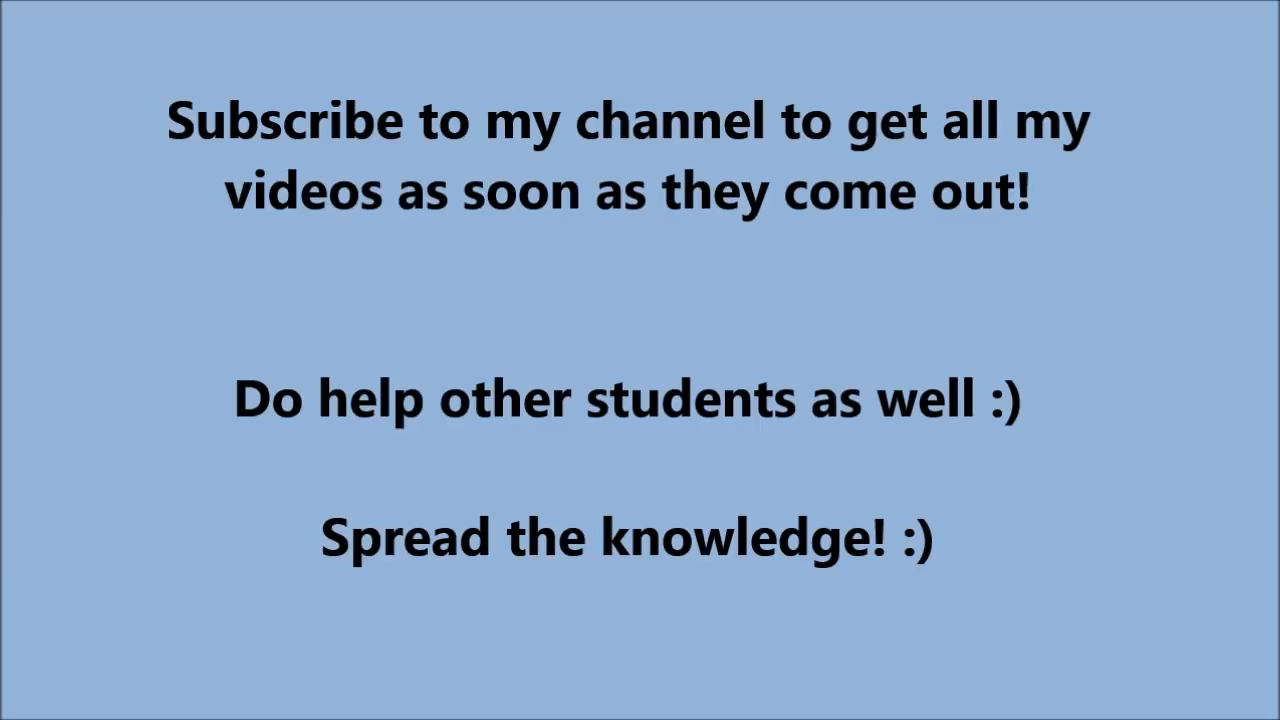 Subscribe to my channel to get all my
videos as soon as they come out!
Do help other students as well :)
Spread the knowledge! :)